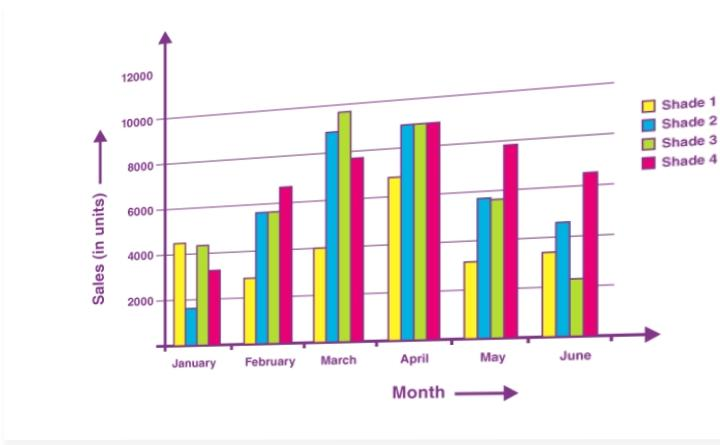 12000
10000
8000
6000
4000
2000
Sales (in units)
January February March April May June
Month
Shade 1
Shade 2
Shade 3
Shade 4